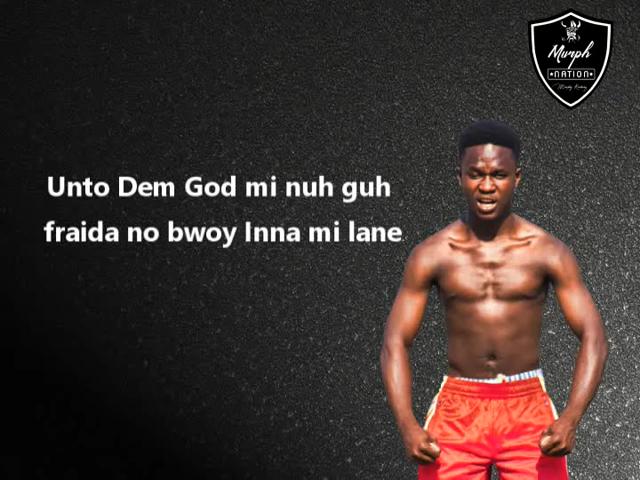 Murph
★NATION★
Unto Dem God mi nuh guh
fraida no bwoy Inna mi lane